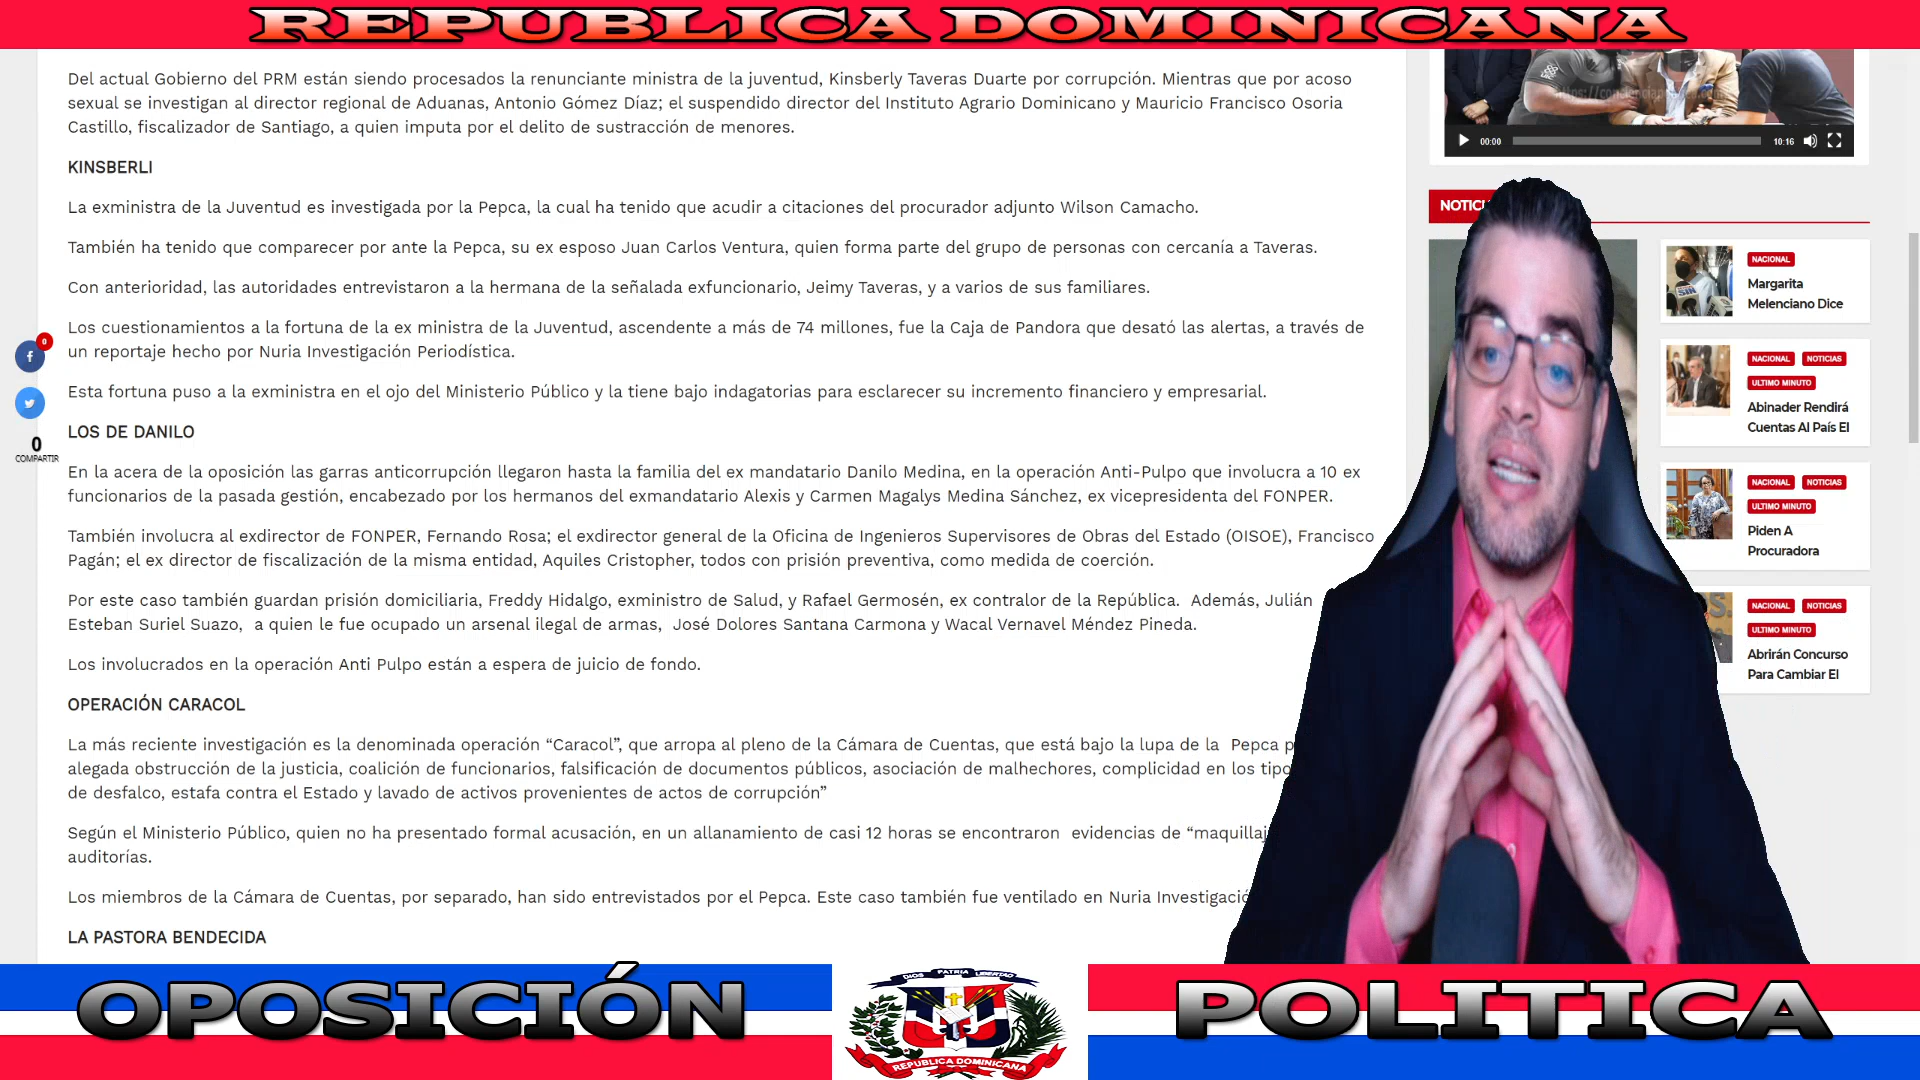 REPUBLICA DOMINICANA
Del actual Gobierno del PRM están siendo procesados la renunciante ministra de la juventud, Kinsberly Taveras Duarte por corrupción. Mientras que por acoso
sexual se investigan al director regional de Aduanas, Antonio Gómez Díaz; el suspendido director del Instituto Agrario Dominicano y Mauricio Francisco Osoria
Castillo, fiscalizador de Santiago, a quien imputa por el delito de sustracción de menores.
KINSBERLI
La exministra de la Juventud es investigada por la Pepca, la cual ha tenido que acudir a citaciones del procurador adjunto Wilson Camacho.
También ha tenido que comparecer por ante la Pepca, su ex esposo Juan Carlos Ventura, quien forma parte del grupo de personas con cercanía a Taveras.
Con anterioridad, las autoridades entrevistaron a la hermana de la señalada exfuncionario, Jeimy Taveras, y a varios de sus familiares.
Los cuestionamientos a la fortuna de la ex ministra de la Juventud, ascendente a más de 74 millones, fue la Caja de Pandora que desató las alertas, a través de
un reportaje hecho por Nuria Investigación Periodística.
Esta fortuna puso a la exministra en el ojo del Ministerio Público y la tiene bajo indagatorias para esclarecer su incremento financiero y empresarial.
LOS DE DANILO
En la acera de la oposición las garras anticorrupción llegaron hasta la familia del ex mandatario Danilo Medina, en la operación Anti-Pulpo que involucra a 10 ex
funcionarios de la pasada gestión, encabezado por los hermanos del exmandatario Alexis y Carmen Magalys Medina Sánchez, ex vicepresidenta del FONPER.
También involucra al exdirector de FONPER, Fernando Rosa; el exdirector general de la Oficina de Ingenieros Supervisores de Obras del Estado (OISOE), Francisco
Pagán; el ex director de fiscalización de la misma entidad, Aquiles Cristopher, todos con prisión preventiva, como medida de coerción.
Por este caso también guardan prisión domiciliaria, Freddy Hidalgo, exministro de Salud, y Rafael Germosén, ex contralor de la República. Además, Julián
Esteban Suriel Suazo, a quien le fue ocupado un arsenal ilegal de armas, José Dolores Santana Carmona y Wacal Vernavel Méndez Pineda.
Los involucrados en la operación Anti Pulpo están a espera de juicio de fondo.
OPERACIÓN CARACOL
La más reciente investigación es la denominada operación “Caracol”, que arropa al pleno de la Cámara de Cuentas, que está bajo la lupa de la Pepca p
alegada obstrucción de la justicia, coalición de funcionarios, falsificación de documentos públicos, asociación de malhechores, complicidad en los tipo
de desfalco, estafa contra el Estado y lavado de activos provenientes de actos de corrupción”
Según el Ministerio Público, quien no ha presentado formal acusación, en un allanamiento de casi 12 horas se encontraron evidencias de “maquillaj
auditorías.
Los miembros de la Cámara de Cuentas, por separado, han sido entrevistados por el Pepca. Este caso también fue ventilado en Nuria Investigació
LA PASTORA BENDECIDA
0
0
COMPARTIR
00:00
10:16
NOTICI
NACIONAL
Margarita
Melenciano Dice
NACIONAL NOTICIAS
ULTIMO MINUTO
Abinader Rendirá
Cuentas Al País El
NACIONAL NOTICIAS
ULTIMO MINUTO
Piden A
Procuradora
NACIONAL NOTICIAS
ULTIMO MINUTO
Abrirán Concurso
Para Cambiar El
OPOSICIÓN
DIOS PATRIA LIBERTAD
REPUBLICA DOMINICANA
POLITICA